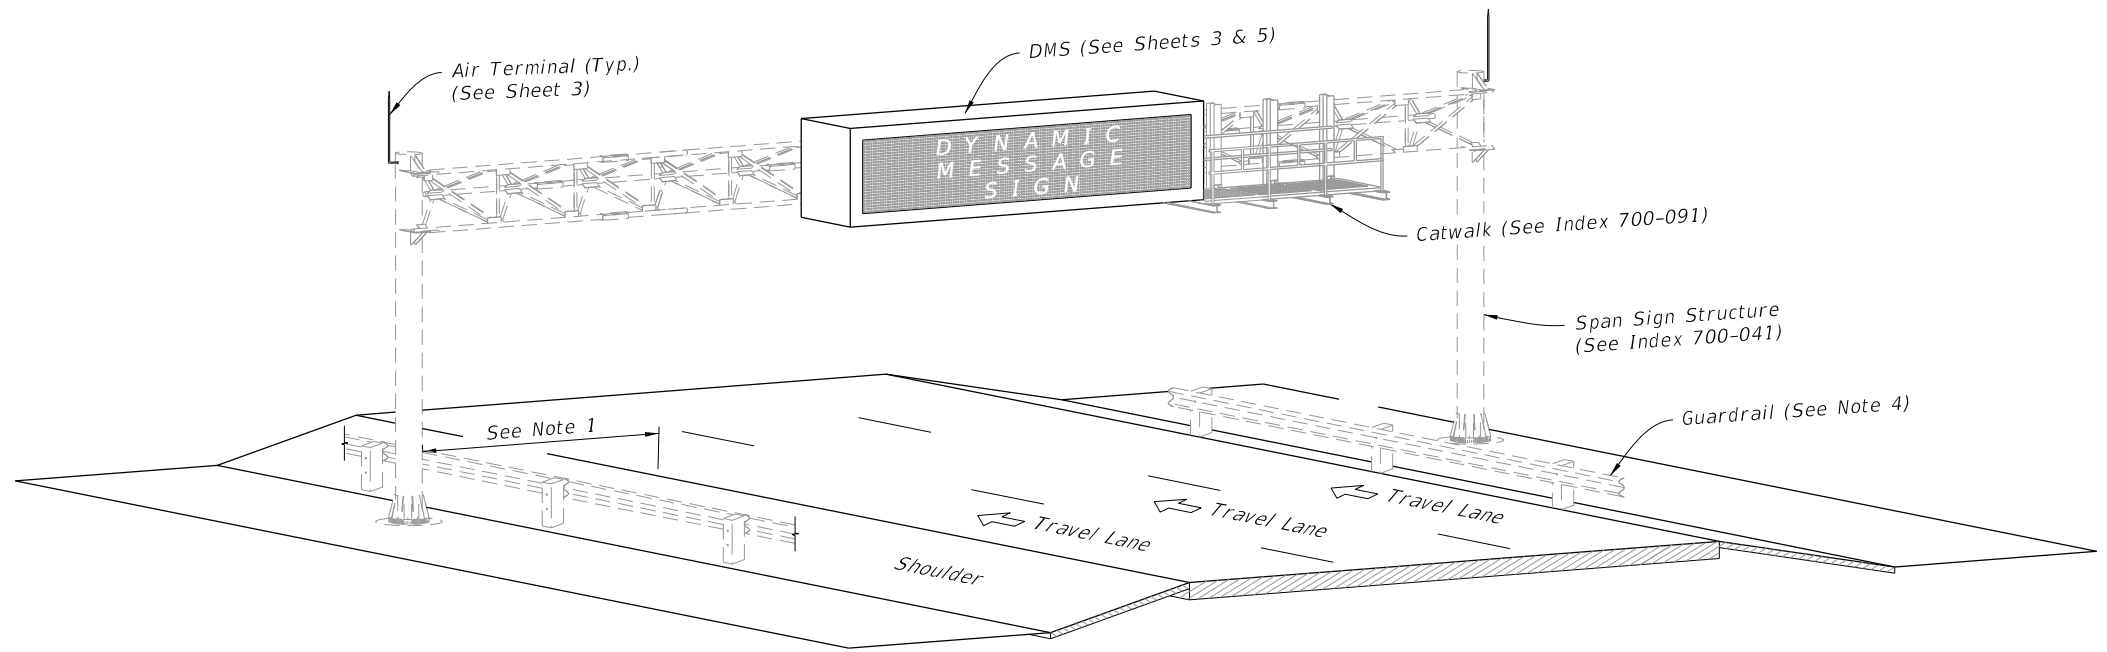 DMS (See Sheets 3 & 5)
Air Terminal (Typ.)
(See Sheet 3)
DYNAMIC
MESSAGE
SIGN
Catwalk (See Index 700-091)
Span Sign Structure
(See Index 700-041)
Guardrail (See Note 4)
See Note 1
Travel Lane
Travel Lane
Travel Lane
Shoulder